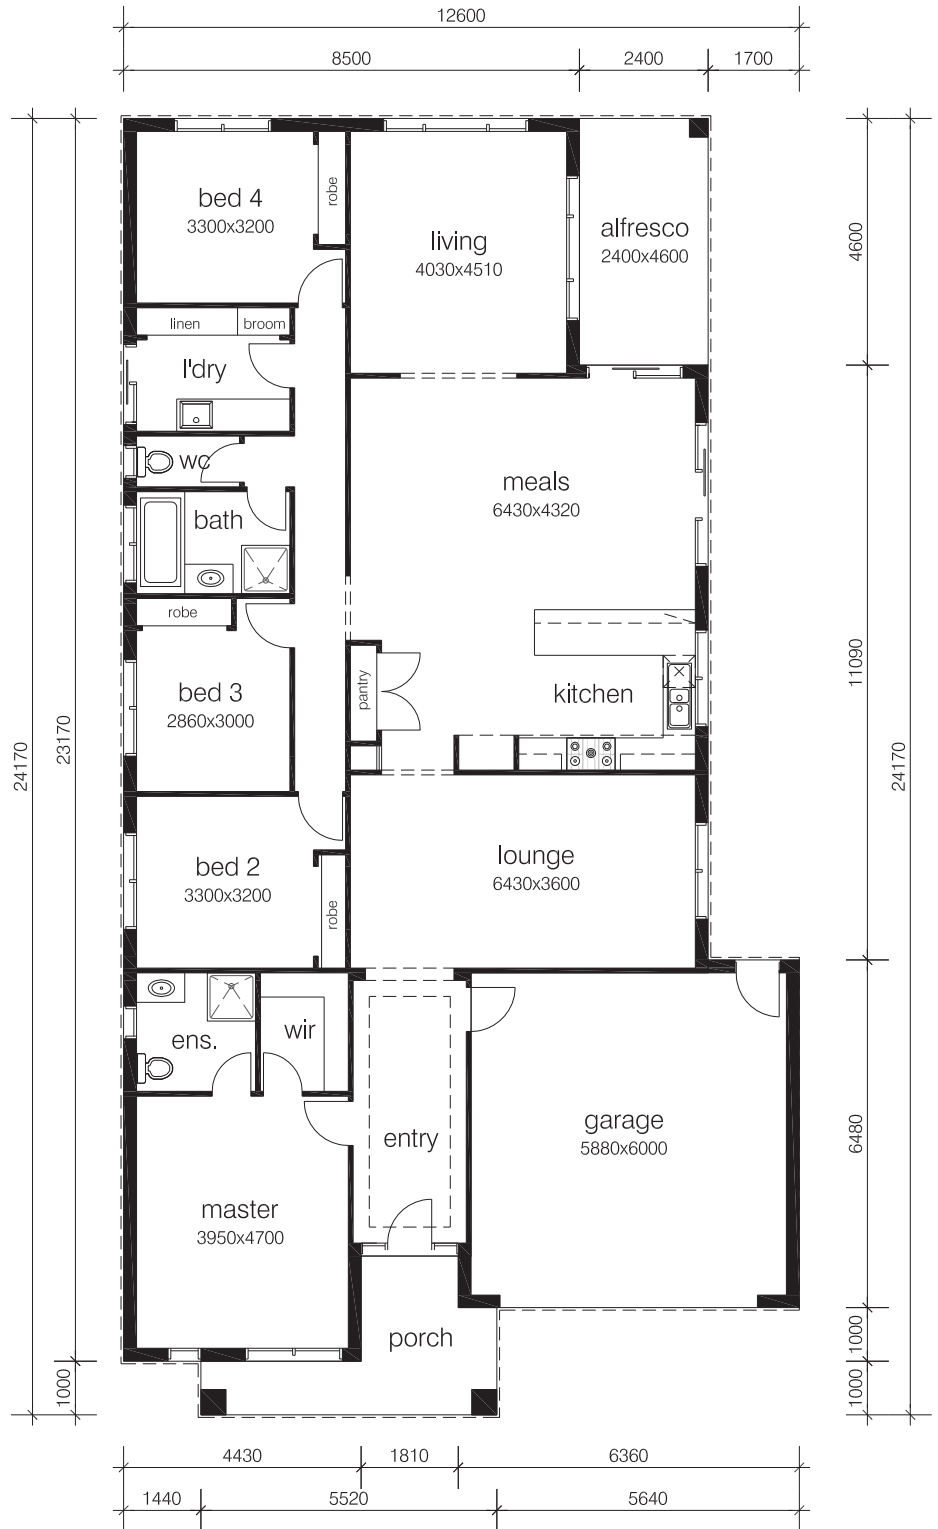 12600
8500
2400
1700
bed 4
3300x3200
robe
living
4030x4510
alfresco
2400x4600
4600
linen
broom
l'dry
wc
meals
6430x4320
bath
robe
bed 3
2860x3000
pantry
kitchen
11090
23170
24170
24170
bed 2
3300x3200
robe
lounge
6430x3600
ens.
wir
entry
garage
5880x6000
6480
master
3950x4700
porch
1000
1000
1000
4430
1810
6360
1440
5520
5640